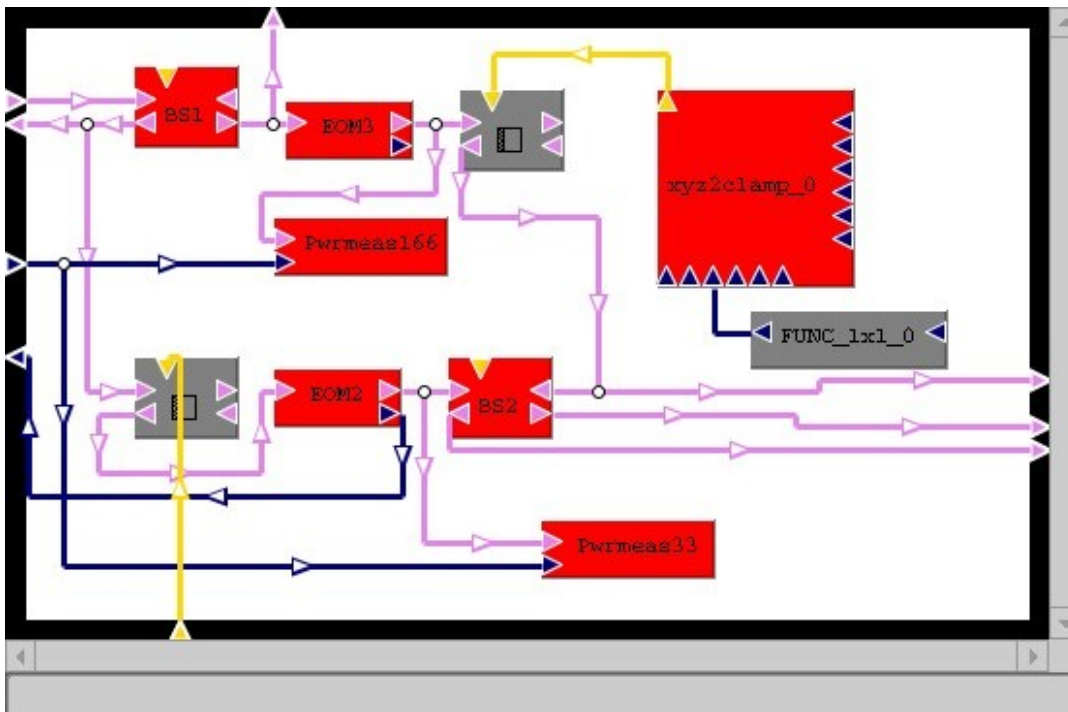 BS1
EOM3
xyz2clamp_0
Pwrmeas166
FUNC_1x1_0
EOM2
BS2
Pwrmeas33